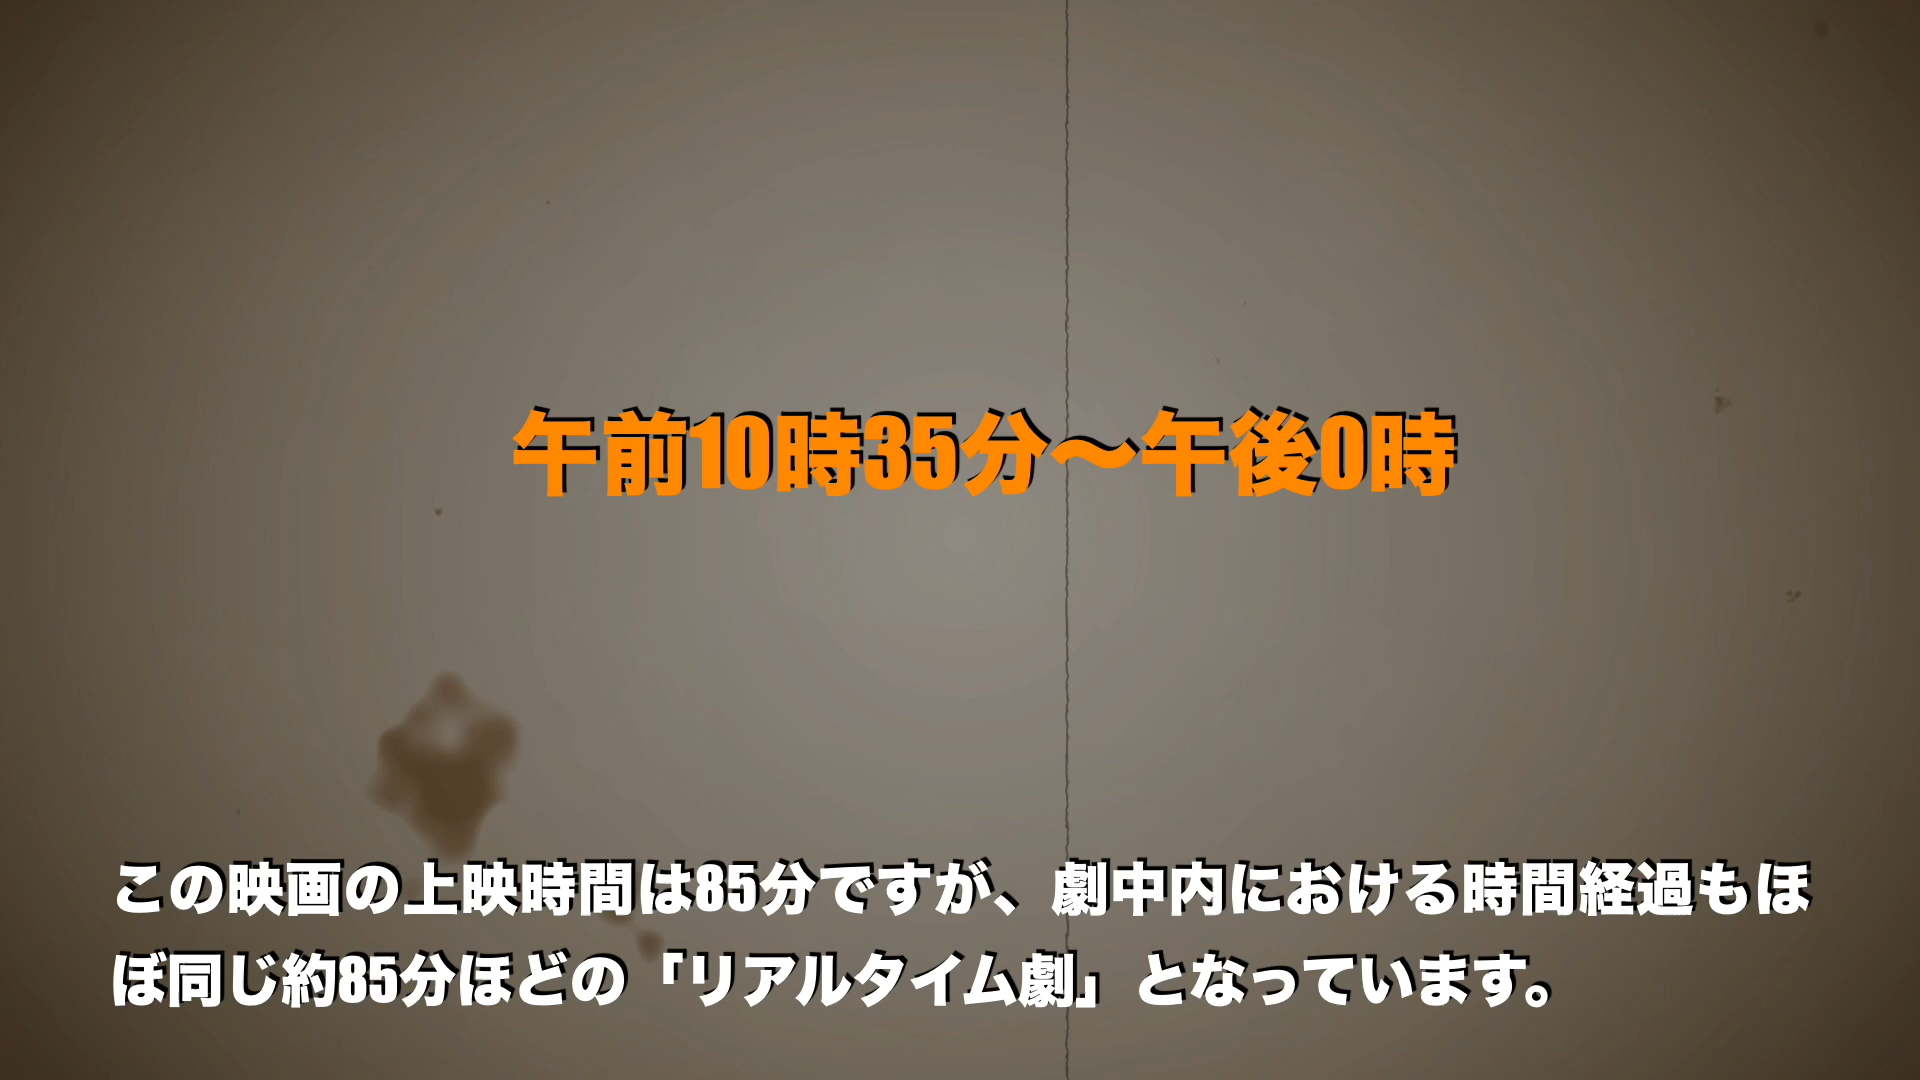 午前10時35分～午後0時
この映画の上映時間は85分ですが、劇中内における時間経過もほ
ぼ同じ約85分ほどの「リアルタイム劇」となっています。